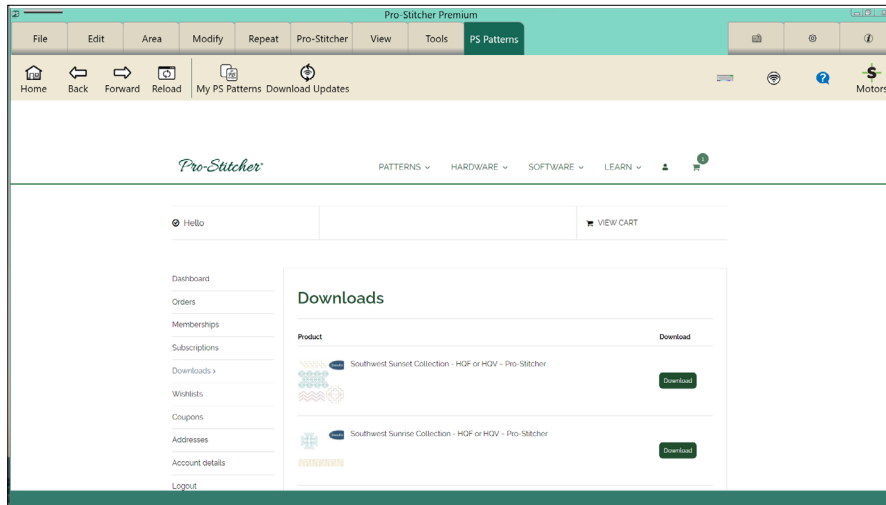 Pro-Stitcher Premium
File Edit Area Modify Repeat Pro-Stitcher View Tools PS Patterns
Home Back Forward Reload My PS Patterns Download Updates Motors
Pro-Stitcher PATTERNS HARDWARE SOFTWARE LEARN 1
Hello VIEW CART
Dashboard
Orders
Memberships
Subscriptions
Downloads ›
Wishlists
Coupons
Addresses
Account details
Logout
Downloads
Product Download
Southwest Sunset Collection - HQF or HQV – Pro-Stitcher
Download
Southwest Sunrise Collection - HQF or HQV – Pro-Stitcher
Download